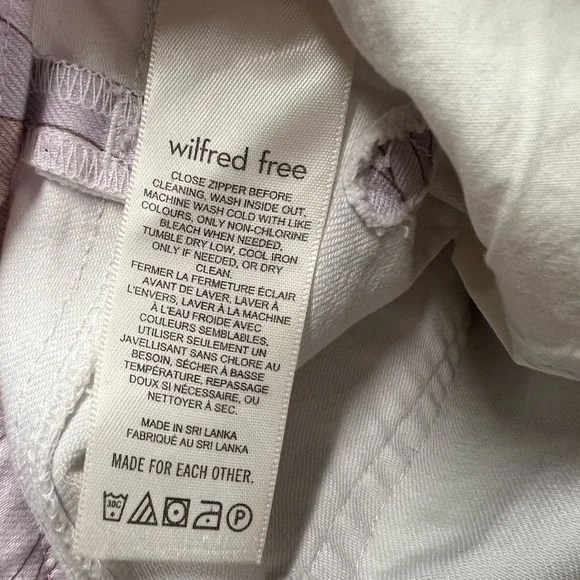 wilfred free
CLOSE ZIPPER BEFORE
CLEANING, WASH INSIDE OUT,
MACHINE WASH COLD WITH LIKE
COLOURS, ONLY NON-CHLORINE
BLEACH WHEN NEEDED,
TUMBLE DRY LOW, COOL IRON
ONLY IF NEEDED, OR DRY
CLEAN.
FERMER LA FERMETURE ÉCLAIR
AVANT DE LAVER, LAVER À
L'ENVERS, LAVER À LA MACHINE
À L'EAU FROIDE AVEC
COULEURS SEMBLABLES,
UTILISER SEULEMENT UN
JAVELLISANT SANS CHLORE AU
BESOIN, SÉCHER À BASSE
TEMPÉRATURE, REPASSAGE
DOUX SI NÉCESSAIRE, OU
NETTOYER À SEC.
MADE IN SRI LANKA
FABRIQUÉ AU SRI LANKA
MADE FOR EACH OTHER.
30C P